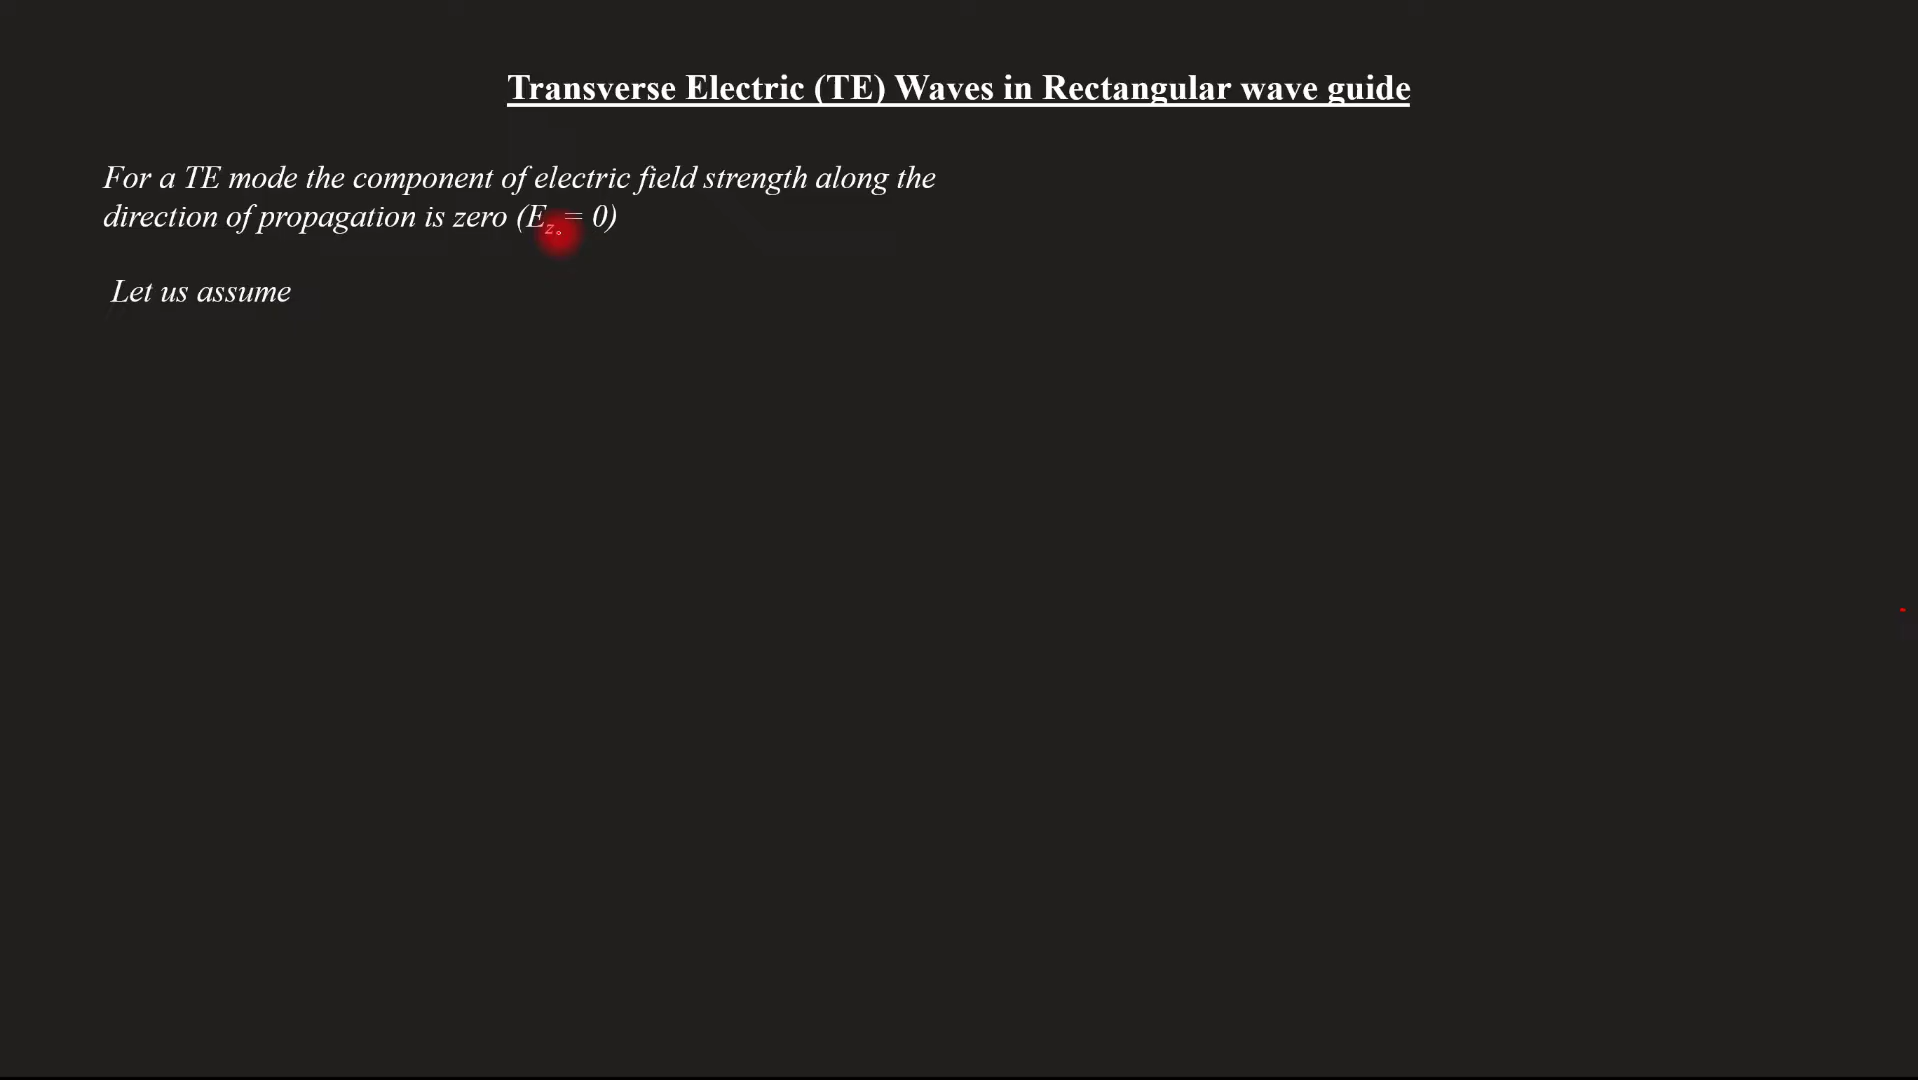 Transverse Electric (TE) Waves in Rectangular wave guide
For a TE mode the component of electric field strength along the
direction of propagation is zero (E_z = 0)
Let us assume